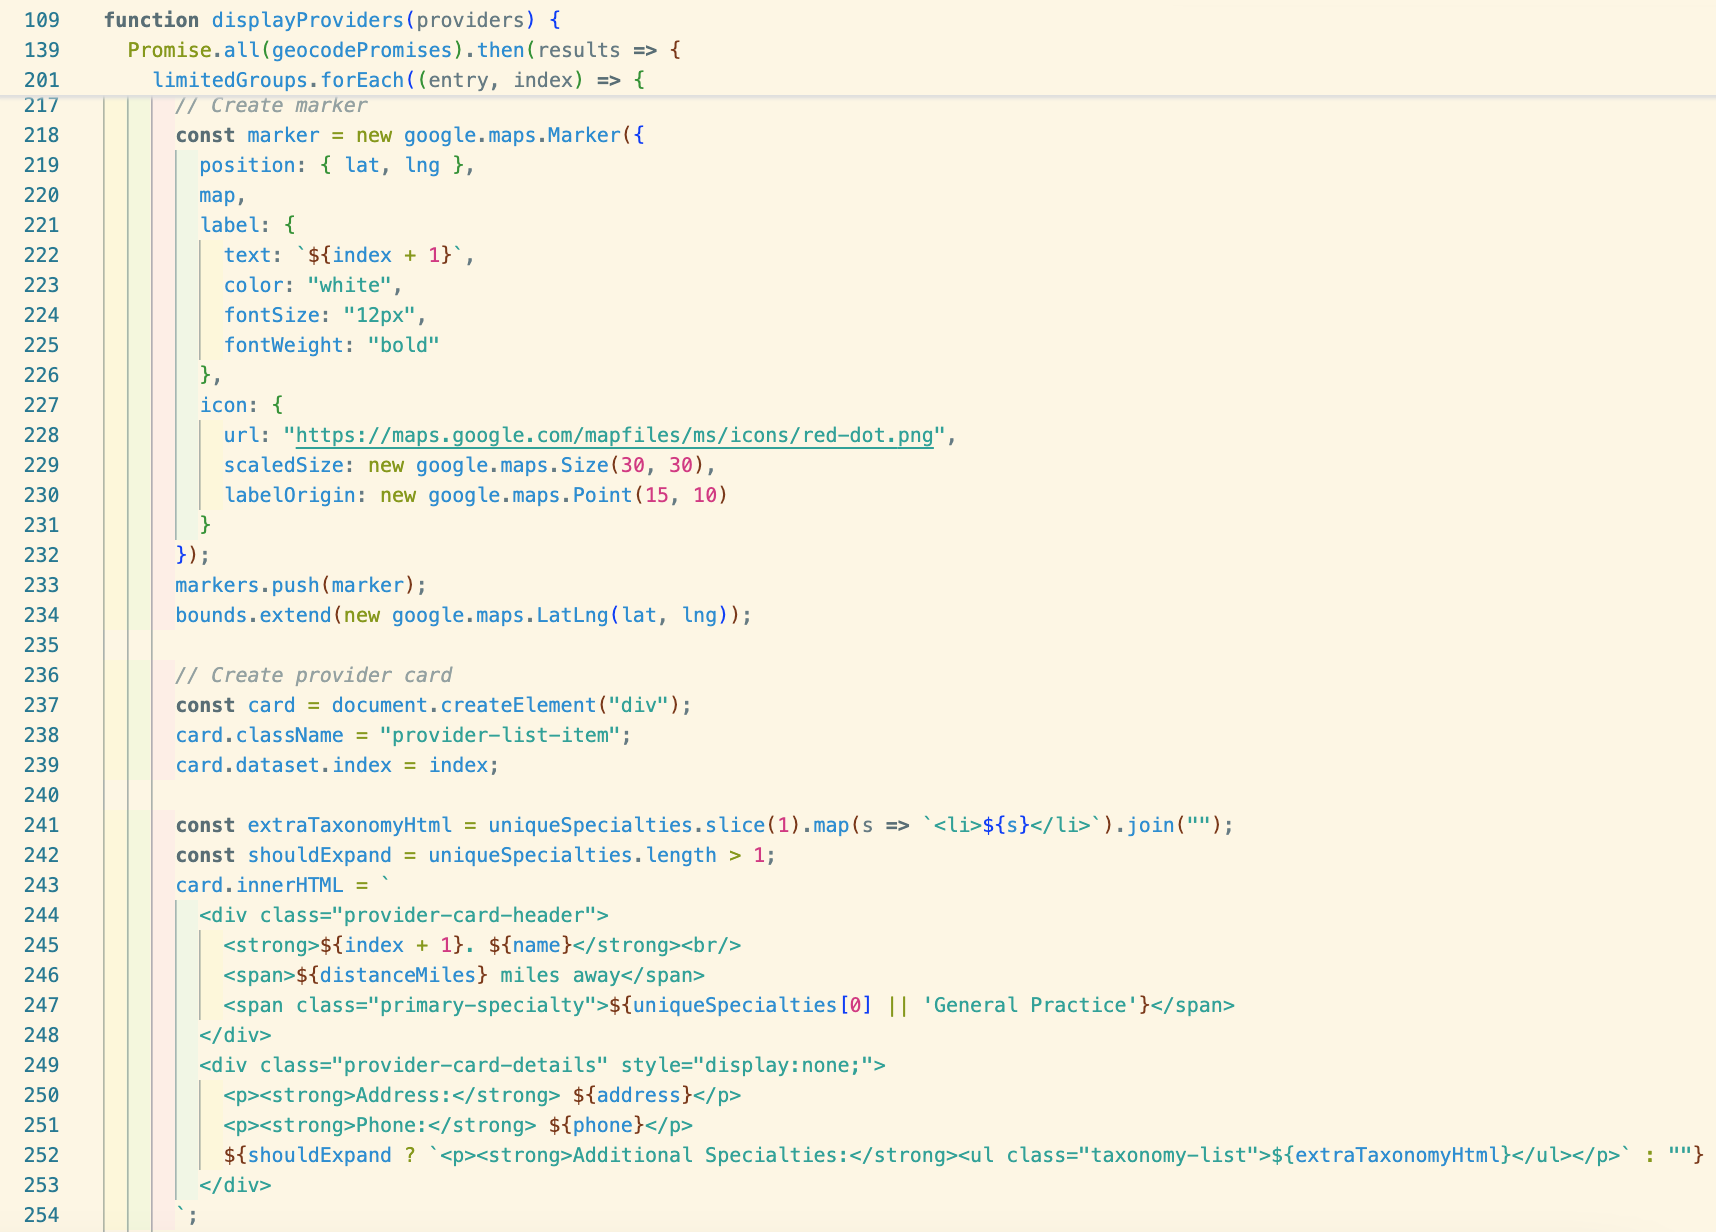 109 function displayProviders(providers) {
139 Promise.all(geocodePromises).then(results => {
201 limitedGroups.forEach((entry, index) => {
217 // Create marker
218 const marker = new google.maps.Marker({
219 position: { lat, lng },
220 map,
221 label: {
222 text: `${index + 1}`,
223 color: "white",
224 fontSize: "12px",
225 fontWeight: "bold"
226 },
227 icon: {
228 url: "https://maps.google.com/mapfiles/ms/icons/red-dot.png",
229 scaledSize: new google.maps.Size(30, 30),
230 labelOrigin: new google.maps.Point(15, 10)
231 }
232 });
233 markers.push(marker);
234 bounds.extend(new google.maps.LatLng(lat, lng));
235
236 // Create provider card
237 const card = document.createElement("div");
238 card.className = "provider-list-item";
239 card.dataset.index = index;
240
241 const extraTaxonomyHtml = uniqueSpecialties.slice(1).map(s => `<li>${s}</li>`).join("");
242 const shouldExpand = uniqueSpecialties.length > 1;
243 card.innerHTML = `
244 <div class="provider-card-header">
245 <strong>${index + 1}. ${name}</strong><br/>
246 <span>${distanceMiles} miles away</span>
247 <span class="primary-specialty">${uniqueSpecialties[0] || 'General Practice'}</span>
248 </div>
249 <div class="provider-card-details" style="display:none;">
250 <p><strong>Address:</strong> ${address}</p>
251 <p><strong>Phone:</strong> ${phone}</p>
252 ${shouldExpand ? `<p><strong>Additional Specialties:</strong><ul class="taxonomy-list">${extraTaxonomyHtml}</ul></p>` : ""}
253 </div>
254 `;